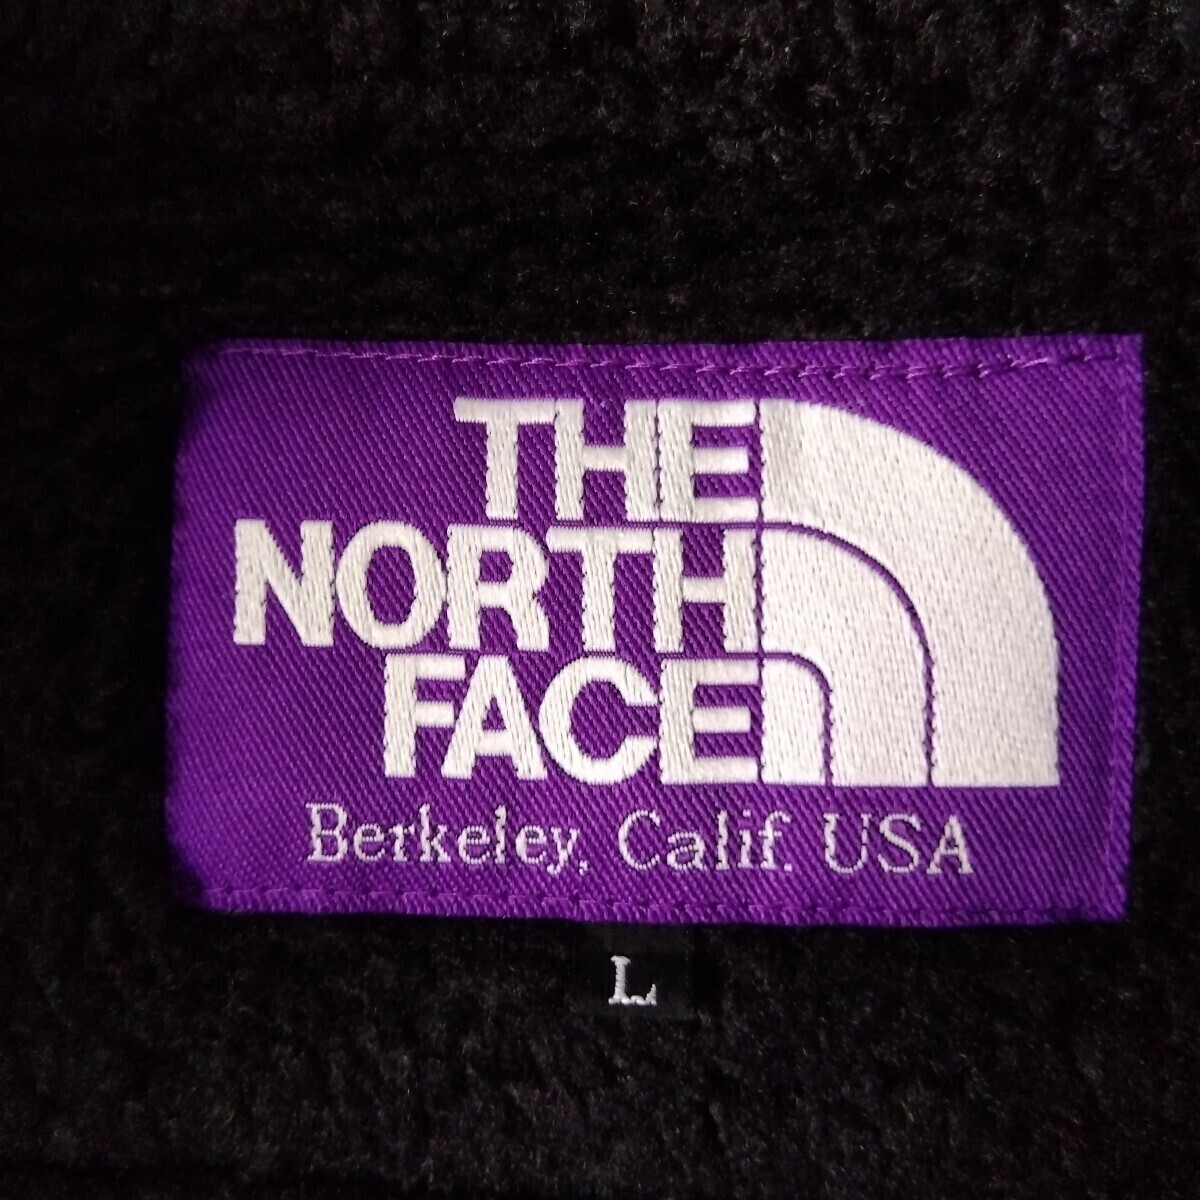 THE
NORTH
FACE
Berkeley, Calif. USA
L